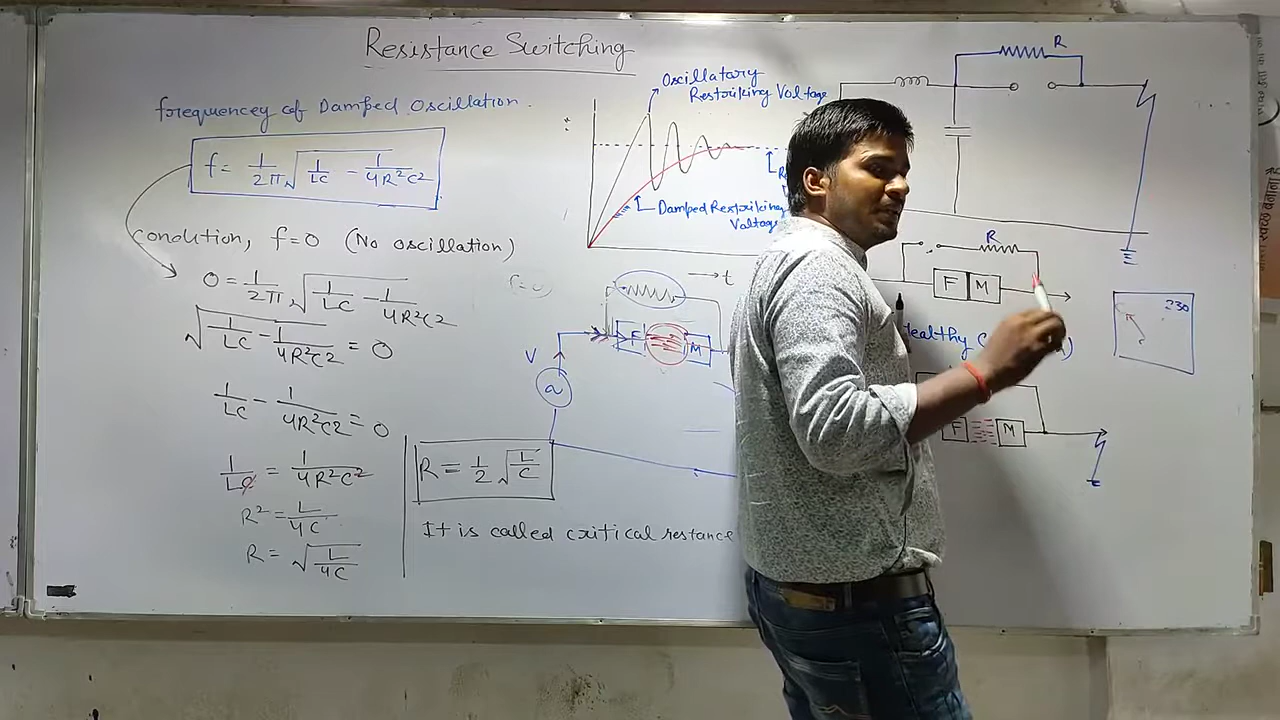 Resistance Switching
frequencey of Damped Oscillation.
f = 1/2π √(1/LC - 1/4R²C²)
Condition, f=0 (No oscillation)
0 = 1/2π √(1/LC - 1/4R²C²)
√(1/LC - 1/4R²C²) = 0
1/LC - 1/4R²C² = 0
1/LC = 1/4R²C²
R² = L/4C
R = √(L/4C)
R = 1/2 √(L/C)
It is called critical restance
Oscillatary
Restriking Voltage
Damped Restriking
Voltage
t
V
F
M
R
R
F M
Healthy
230
F
M